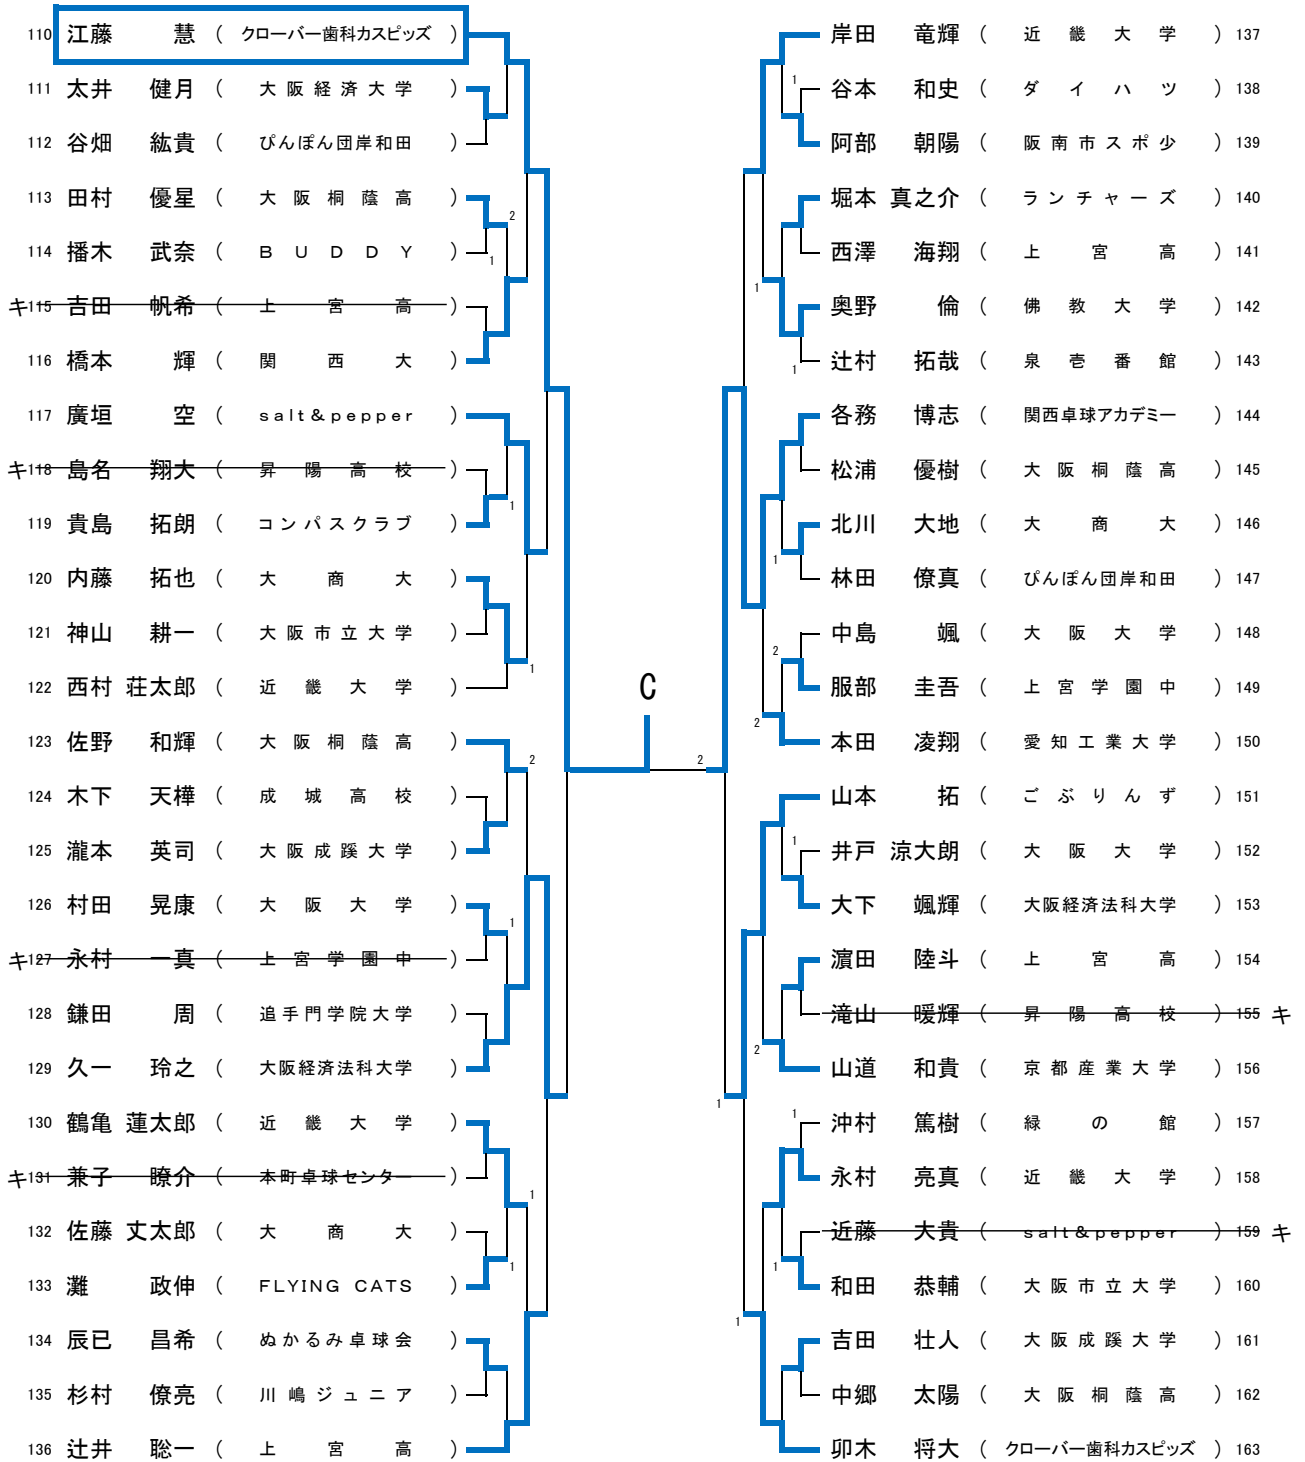 110 江藤 慧 ( クローバー歯科カスピッズ )
111 太井 健月 ( 大阪経済大学 )
112 谷畑 紘貴 ( ぴんぽん団岸和田 )
113 田村 優星 ( 大阪桐蔭高 )
2
114 播木 武奈 ( BUDDY )
1
キ 115 吉田 帆希 ( 上宮高 )
116 橋本 輝 ( 関西大 )
117 廣垣 空 ( salt&pepper )
キ 118 島名 翔大 ( 昇陽高校 )
1
119 貴島 拓朗 ( コンパスクラブ )
120 内藤 拓也 ( 大商大 )
121 神山 耕一 ( 大阪市立大学 )
1
122 西村 荘太郎 ( 近畿大学 )
123 佐野 和輝 ( 大阪桐蔭高 )
2
124 木下 天樺 ( 成城高校 )
125 瀧本 英司 ( 大阪成蹊大学 )
126 村田 晃康 ( 大阪大学 )
1
キ 127 永村 一真 ( 上宮学園中 )
128 鎌田 周 ( 追手門学院大学 )
129 久一 玲之 ( 大阪経済法科大学 )
130 鶴亀 蓮太郎 ( 近畿大学 )
キ 131 兼子 瞭介 ( 本町卓球センター )
1
132 佐藤 丈太郎 ( 大商大 )
1
133 灘 政伸 ( FLYING CATS )
134 辰已 昌希 ( ぬかるみ卓球会 )
135 杉村 僚亮 ( 川嶋ジュニア )
136 辻井 聡一 ( 上宮高 )
C
2
岸田 竜輝 ( 近畿大学 ) 137
1
谷本 和史 ( ダイハツ ) 138
阿部 朝陽 ( 阪南市スポ少 ) 139
堀本 真之介 ( ランチャーズ ) 140
西澤 海翔 ( 上宮高 ) 141
1
奥野 倫 ( 佛教大学 ) 142
1
辻村 拓哉 ( 泉壱番館 ) 143
各務 博志 ( 関西卓球アカデミー ) 144
松浦 優樹 ( 大阪桐蔭高 ) 145
北川 大地 ( 大商大 ) 146
1
林田 僚真 ( ぴんぽん団岸和田 ) 147
中島 颯 ( 大阪大学 ) 148
2
服部 圭吾 ( 上宮学園中 ) 149
2
本田 凌翔 ( 愛知工業大学 ) 150
山本 拓 ( ごぶりんず ) 151
1
井戸 涼大朗 ( 大阪大学 ) 152
大下 颯輝 ( 大阪経済法科大学 ) 153
濵田 陸斗 ( 上宮高 ) 154
滝山 暖輝 ( 昇陽高校 ) 155 キ
2
山道 和貴 ( 京都産業大学 ) 156
1
1
沖村 篤樹 ( 緑の館 ) 157
永村 亮真 ( 近畿大学 ) 158
近藤 大貴 ( salt&pepper ) 159 キ
1
和田 恭輔 ( 大阪市立大学 ) 160
1
吉田 壮人 ( 大阪成蹊大学 ) 161
中郷 太陽 ( 大阪桐蔭高 ) 162
卯木 将大 ( クローバー歯科カスピッズ ) 163